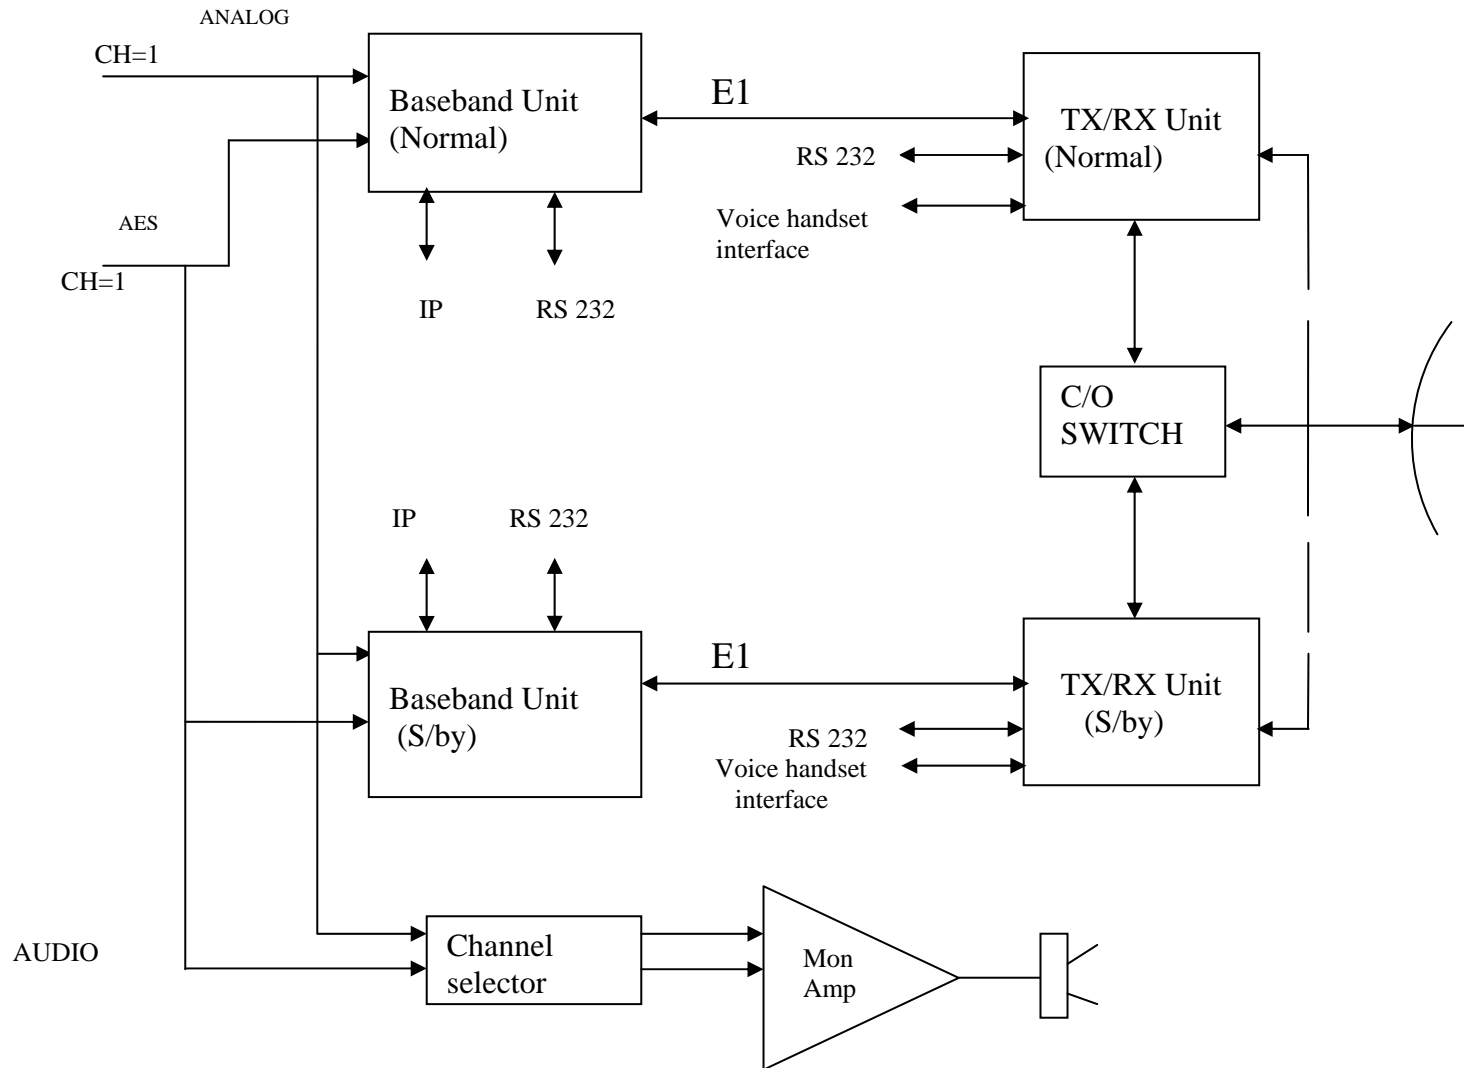 ANALOG
CH=1
Baseband Unit
(Normal)
E1
TX/RX Unit
(Normal)
RS 232
Voice handset
interface
AES
CH=1
IP
RS 232
C/O
SWITCH
IP
RS 232
Baseband Unit
(S/by)
E1
TX/RX Unit
(S/by)
RS 232
Voice handset
interface
AUDIO
Channel
selector
Mon
Amp